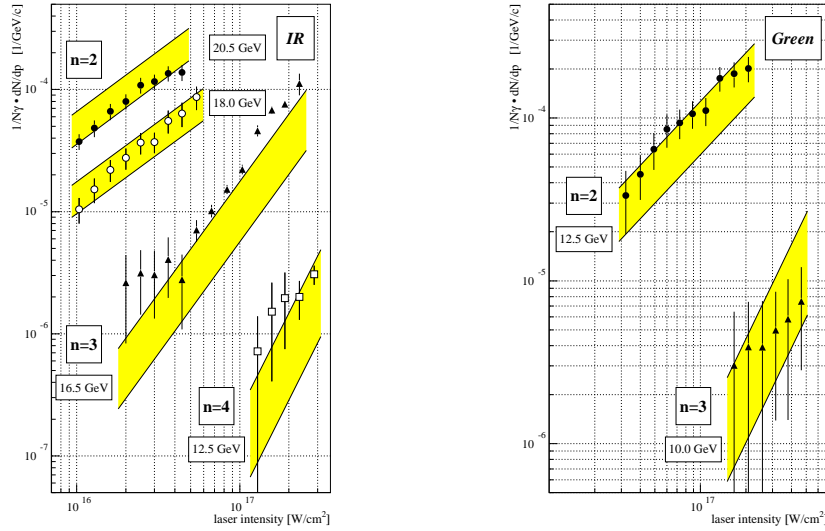 1/Nγ • dN/dp [1/GeV/c]
10 -4
10 -5
10 -6
10 -7
n=2
20.5 GeV
IR
18.0 GeV
n=3
16.5 GeV
n=4
12.5 GeV
10 16
10 17
laser intensity [W/cm²]
1/Nγ • dN/dp [1/GeV/c]
10 -4
10 -5
10 -6
Green
n=2
12.5 GeV
n=3
10.0 GeV
10 17
laser intensity [W/cm²]